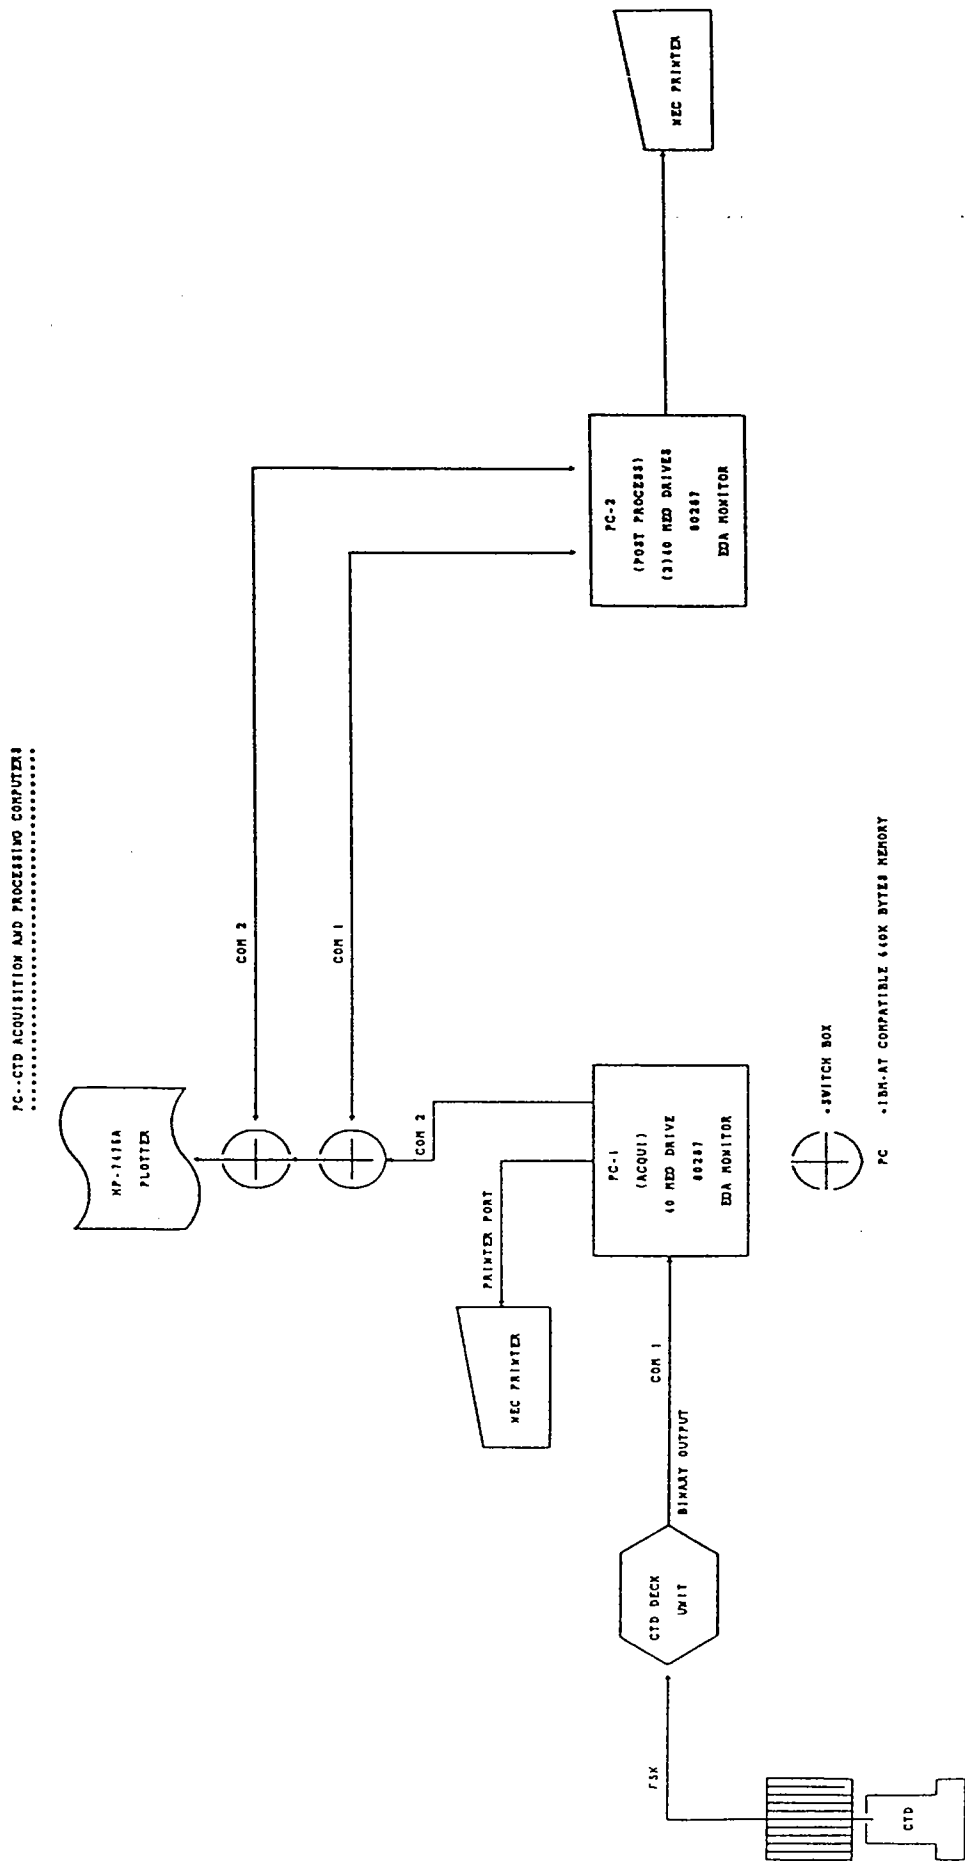 PC--CTD ACQUISITION AND PROCESSING COMPUTERS
HP-7475A
PLOTTER
COM 2
COM 1
COM 2
PRINTER PORT
NEC PRINTER
NEC PRINTER
PC-2
(POST PROCESS)
(2)40 MEG DRIVES
80287
EGA MONITOR
PC-1
(ACQUI)
40 MEG DRIVE
80287
EGA MONITOR
COM 1
BINARY OUTPUT
CTD DECK
UNIT
FSK
CTD
=SWITCH BOX
PC =IBM-AT COMPATIBLE 640K BYTES MEMORY